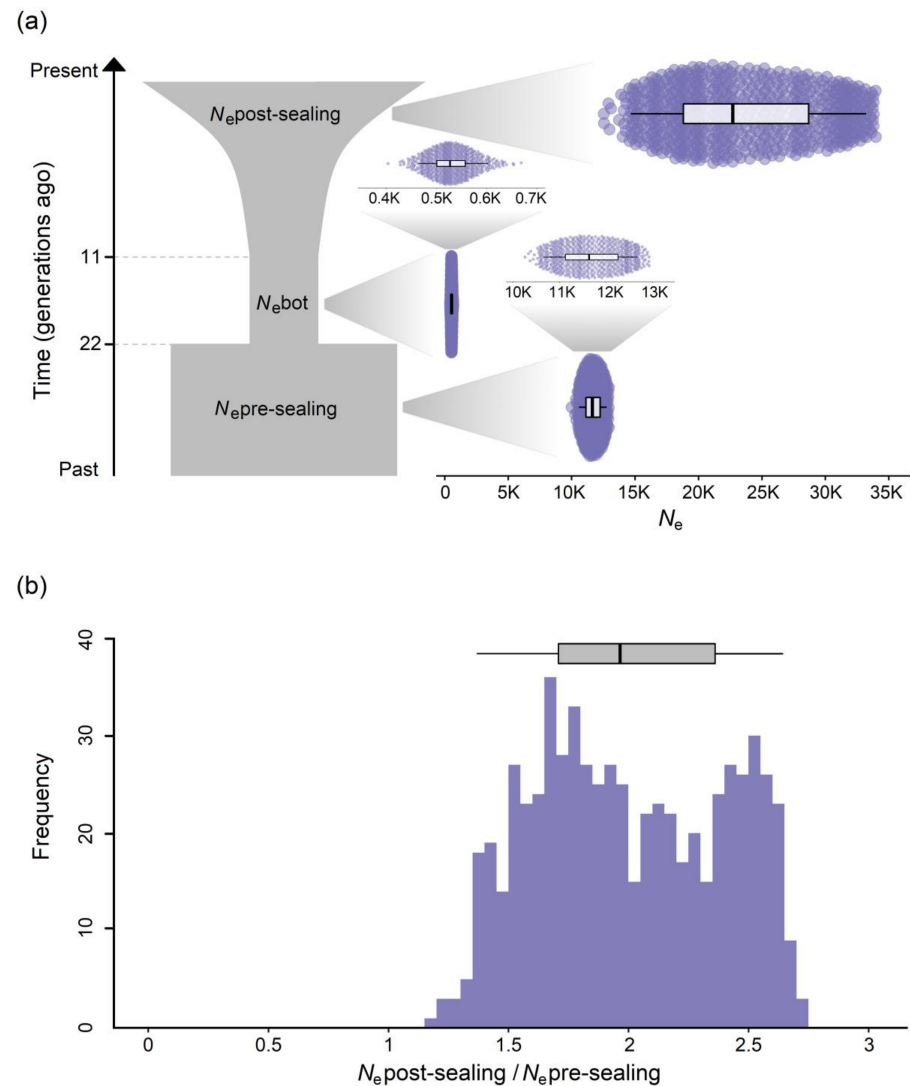 (a)
Present
Nepost-sealing
0.4K 0.5K 0.6K 0.7K
11
10K 11K 12K 13K
Nebot
Time (generations ago)
22
Nepre-sealing
Past
0 5K 10K 15K 20K 25K 30K 35K
Ne
(b)
40
30
20
10
0
Frequency
0 0.5 1 1.5 2 2.5 3
Nepost-sealing / Nepre-sealing